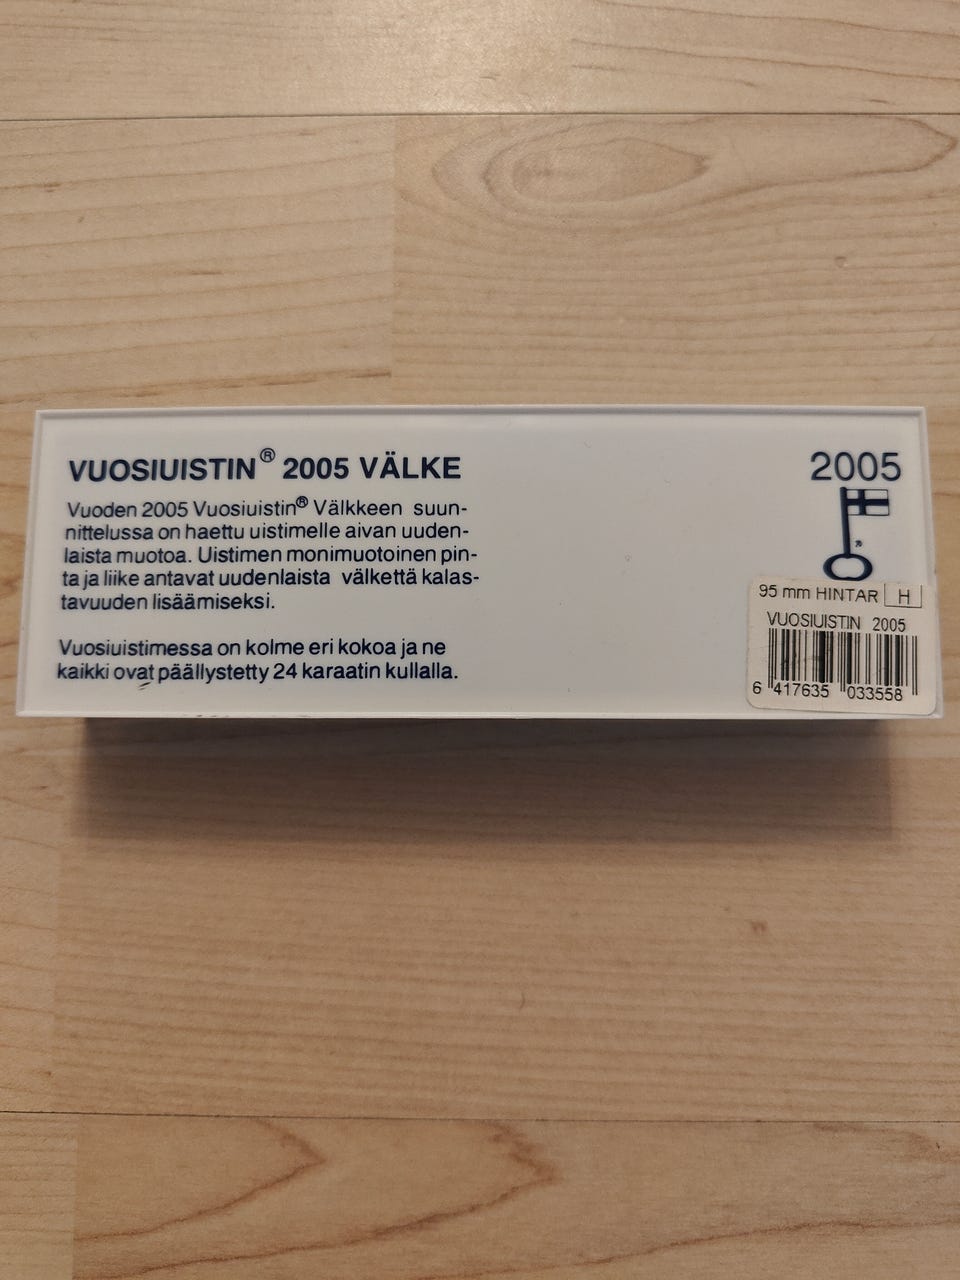 VUOSIUISTIN® 2005 VÄLKE
Vuoden 2005 Vuosiuistin® Välkkeen suun-
nittelussa on haettu uistimelle aivan uuden-
laista muotoa. Uistimen monimuotoinen pin-
ta ja liike antavat uudenlaista välkettä kalas-
tavuuden lisäämiseksi.
Vuosiuistimessa on kolme eri kokoa ja ne
kaikki ovat päällystetty 24 karaatin kullalla.
2005
95 mm HINTAR H
VUOSIUISTIN 2005
6 417635 033558